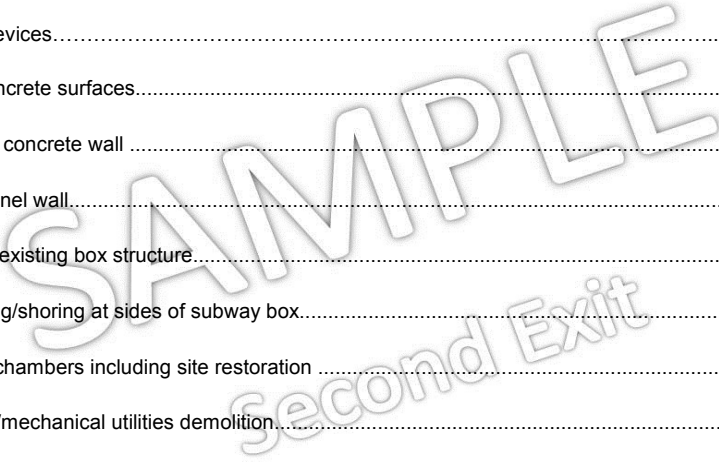 evices……………………………………………………………………
ncrete surfaces....................................................................................
concrete wall .....................................................................................
nel wall....................................................................................................
existing box structure.........................................................................
g/shoring at sides of subway box.......................................................
chambers including site restoration ..................................................
/mechanical utilities demolition............................................................
SAMPLE
Second Exit